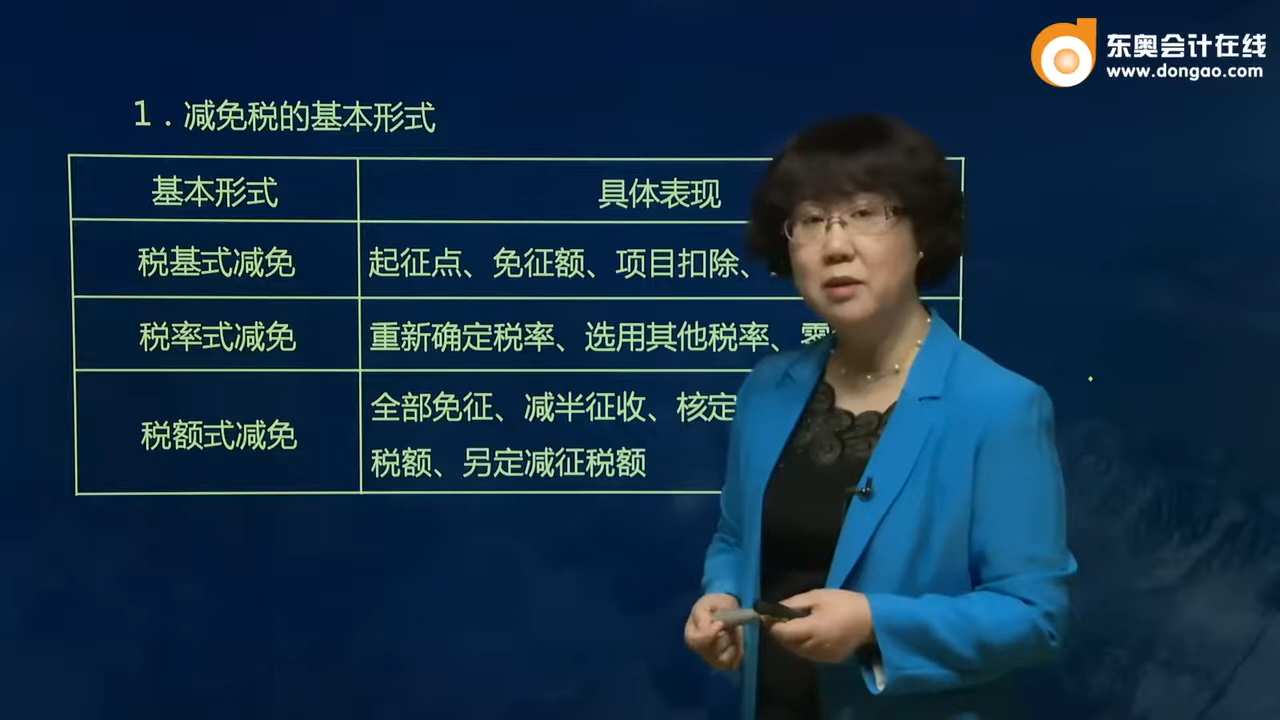 东奥会计在线
www.dongao.com
1．减免税的基本形式
基本形式
具体表现
税基式减免
起征点、免征额、项目扣除、
税率式减免
重新确定税率、选用其他税率、
税额式减免
全部免征、减半征收、核定
税额、另定减征税额